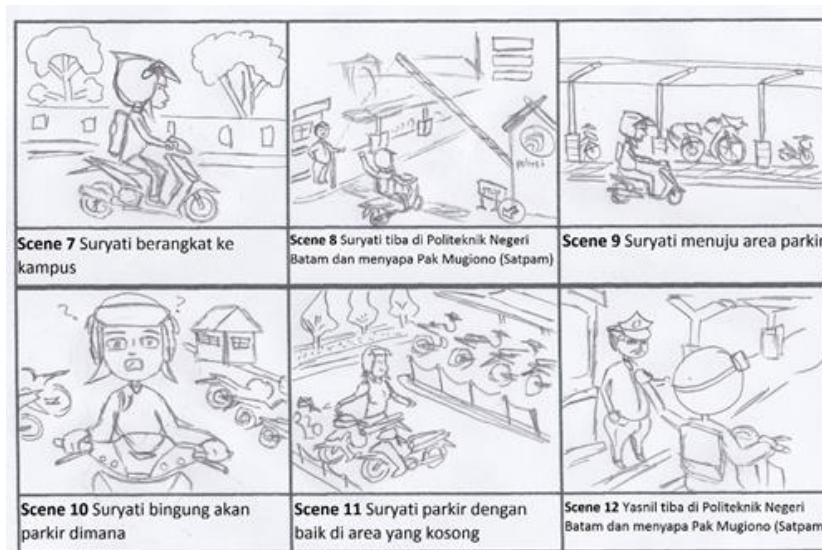 polibatam
Scene 7 Suryati berangkat ke
kampus
Scene 8 Suryati tiba di Politeknik Negeri
Batam dan menyapa Pak Mugiono (Satpam)
Scene 9 Suryati menuju area parkir
? ?
Scene 10 Suryati bingung akan
parkir dimana
Scene 11 Suryati parkir dengan
baik di area yang kosong
Scene 12 Yasnil tiba di Politeknik Negeri
Batam dan menyapa Pak Mugiono (Satpam